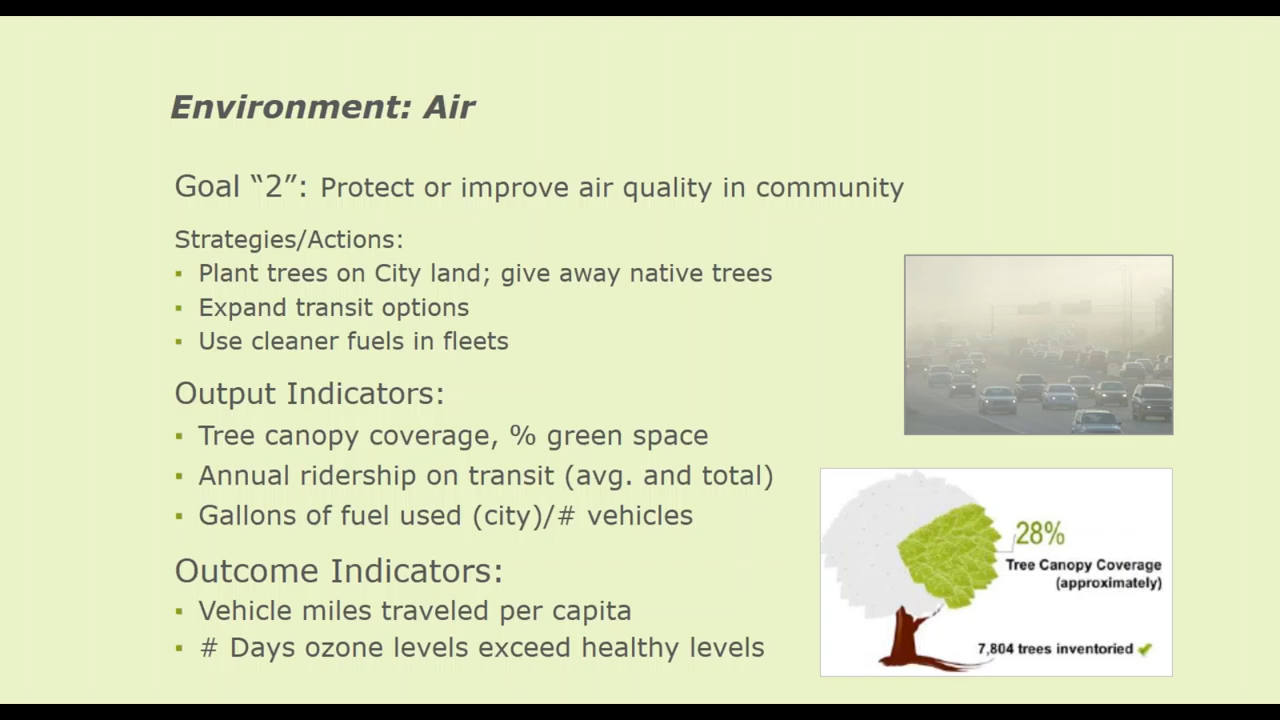 Environment: Air
Goal “2”: Protect or improve air quality in community
Strategies/Actions:
▪ Plant trees on City land; give away native trees
▪ Expand transit options
▪ Use cleaner fuels in fleets
Output Indicators:
▪ Tree canopy coverage, % green space
▪ Annual ridership on transit (avg. and total)
▪ Gallons of fuel used (city)/# vehicles
Outcome Indicators:
▪ Vehicle miles traveled per capita
▪ # Days ozone levels exceed healthy levels
28%
Tree Canopy Coverage
(approximately)
7,804 trees inventoried